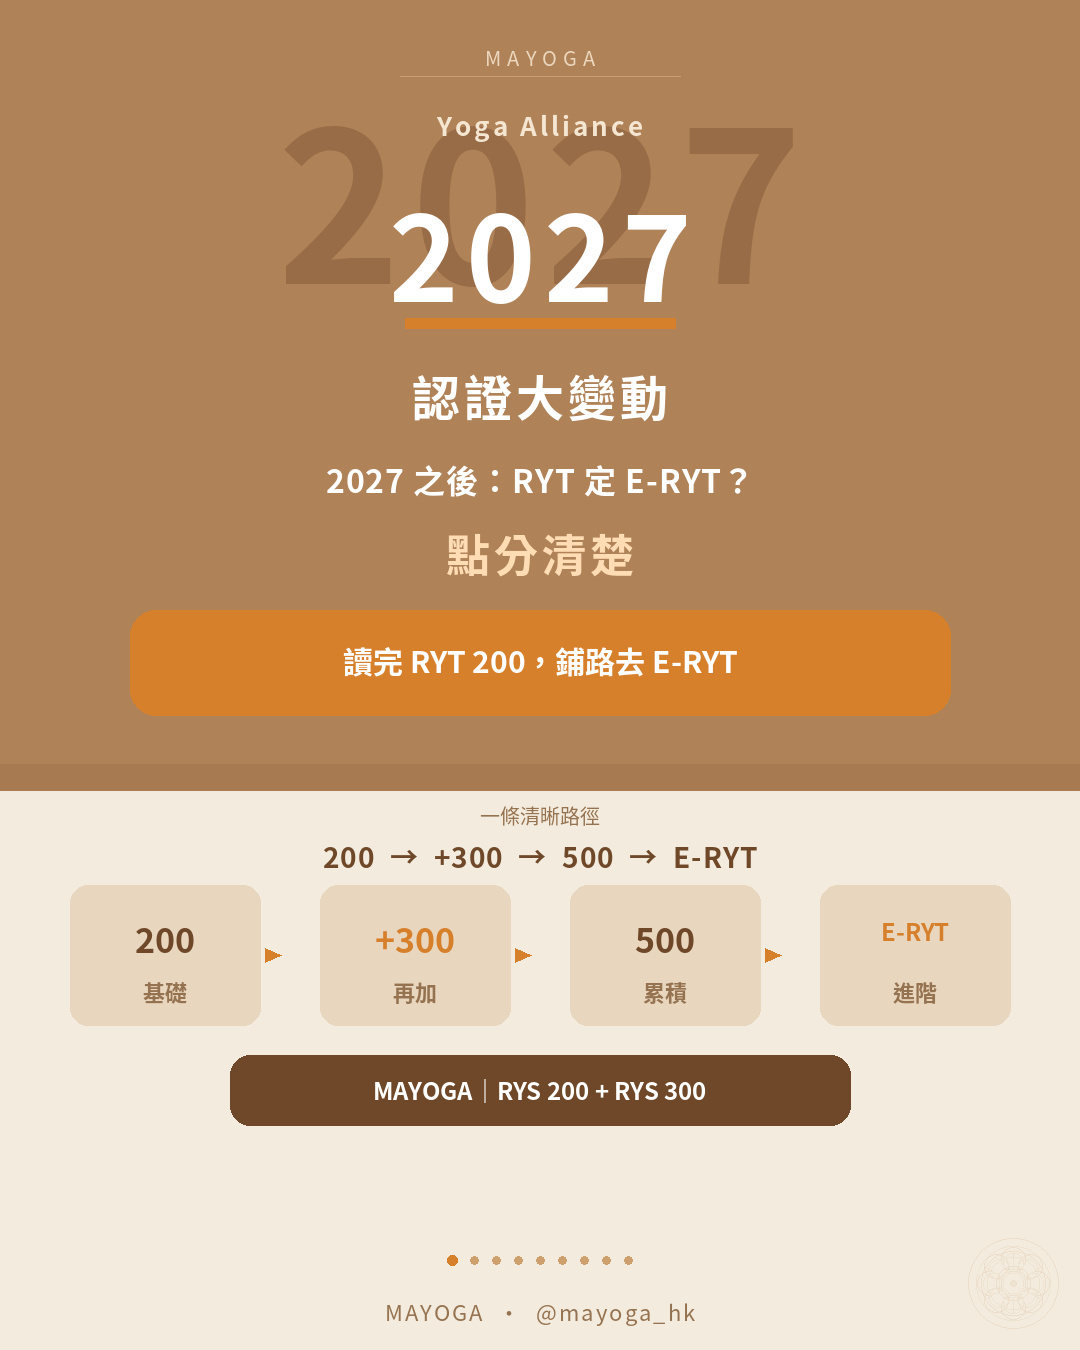 MAYOGA
Yoga Alliance
2027
2027
認證大變動
2027 之後：RYT 定 E-RYT？
點分清楚
讀完 RYT 200，鋪路去 E-RYT
一條清晰路徑
200 → +300 → 500 → E-RYT
200
基礎
+300
再加
500
累積
E-RYT
進階
MAYOGA｜RYS 200 + RYS 300
MAYOGA · @mayoga_hk